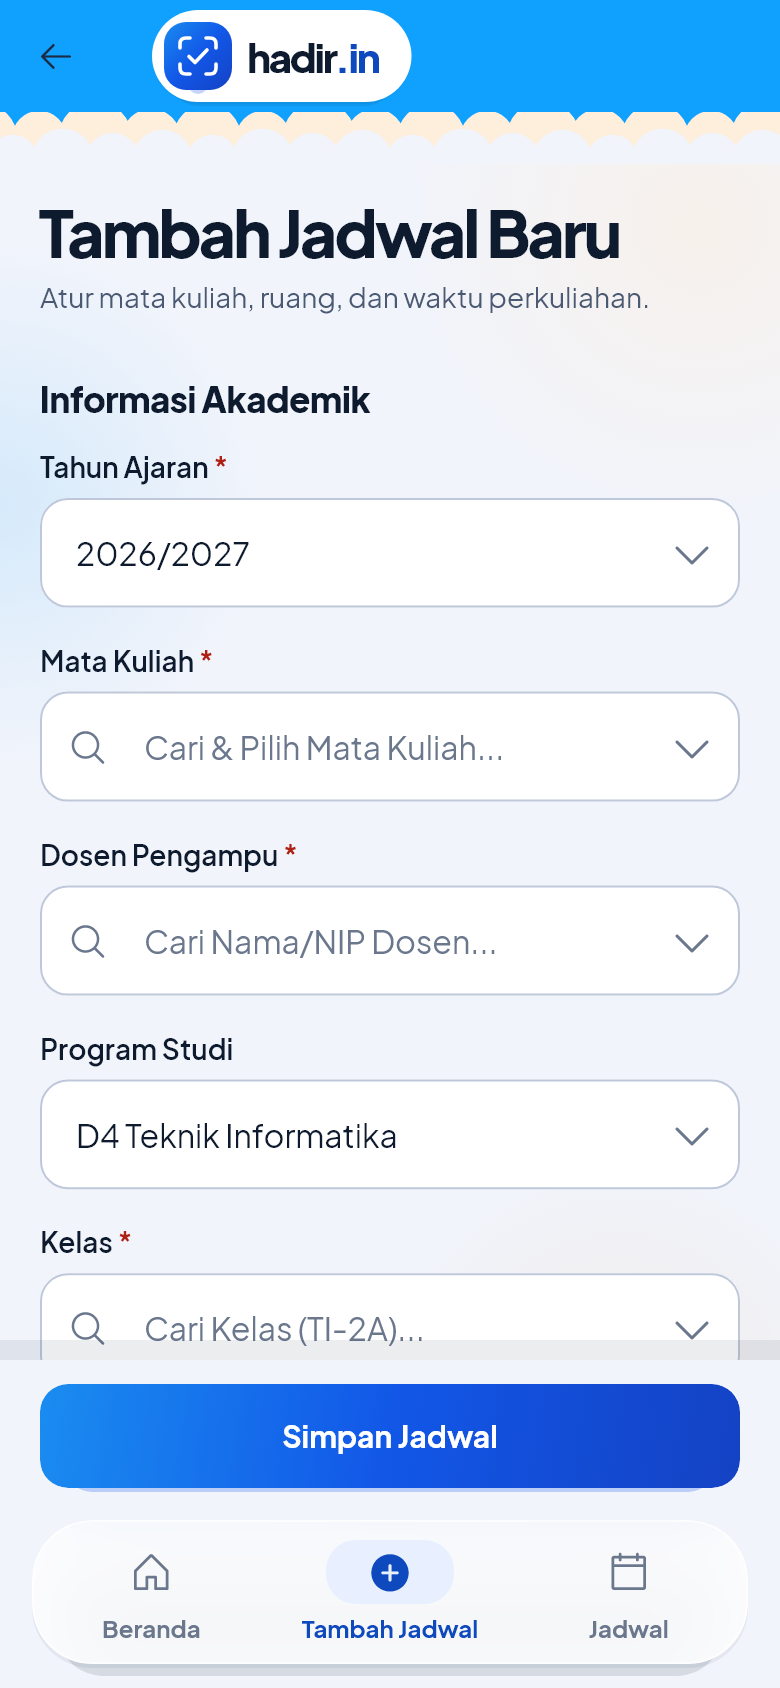 hadir.in
Tambah Jadwal Baru
Atur mata kuliah, ruang, dan waktu perkuliahan.
Informasi Akademik
Tahun Ajaran *
2026/2027
Mata Kuliah *
Cari & Pilih Mata Kuliah...
Dosen Pengampu *
Cari Nama/NIP Dosen...
Program Studi
D4 Teknik Informatika
Kelas *
Cari Kelas (TI-2A)...
Simpan Jadwal
Beranda
Tambah Jadwal
Jadwal